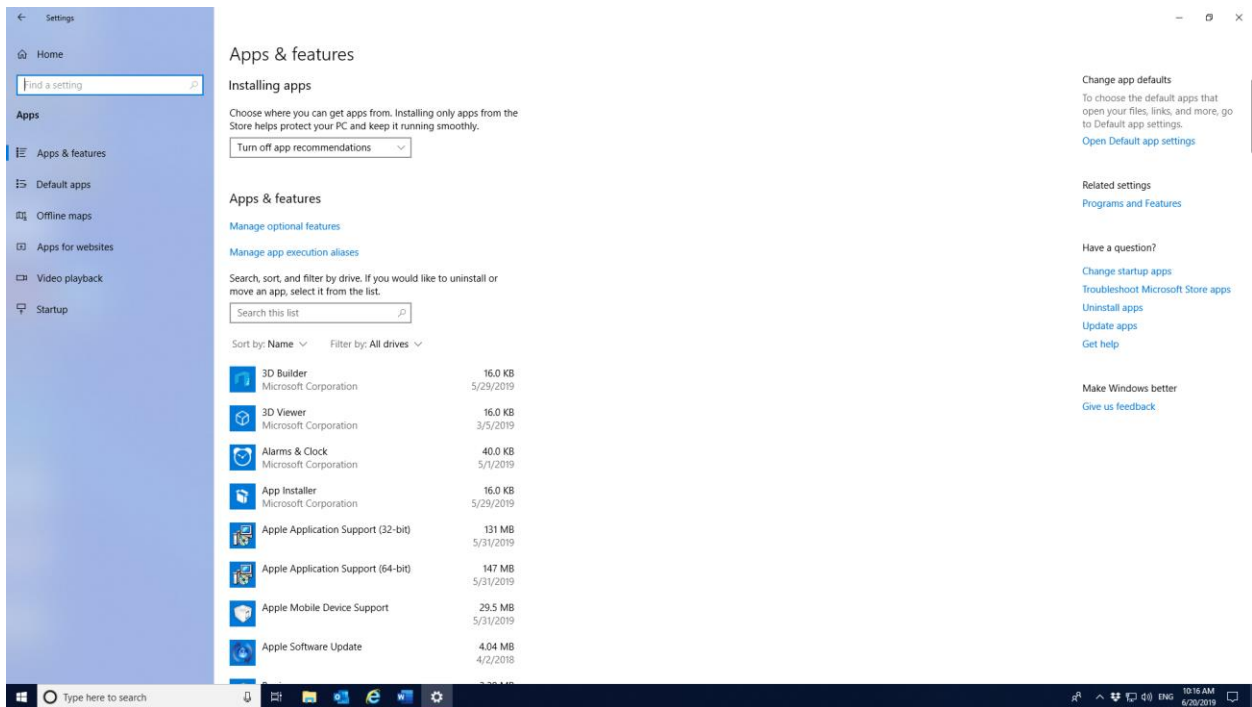 Settings
Home
Find a setting
Apps
Apps & features
Default apps
Offline maps
Apps for websites
Video playback
Startup
Apps & features
Installing apps
Choose where you can get apps from. Installing only apps from the
Store helps protect your PC and keep it running smoothly.
Turn off app recommendations
Apps & features
Manage optional features
Manage app execution aliases
Search, sort, and filter by drive. If you would like to uninstall or
move an app, select it from the list.
Search this list
Sort by: Name Filter by: All drives
3D Builder 16.0 KB
Microsoft Corporation 5/29/2019
3D Viewer 16.0 KB
Microsoft Corporation 3/5/2019
Alarms & Clock 40.0 KB
Microsoft Corporation 5/1/2019
App Installer 16.0 KB
Microsoft Corporation 5/29/2019
Apple Application Support (32-bit) 131 MB
5/31/2019
Apple Application Support (64-bit) 147 MB
5/31/2019
Apple Mobile Device Support 29.5 MB
5/31/2019
Apple Software Update 4.04 MB
4/2/2018
Change app defaults
To choose the default apps that
open your files, links, and more, go
to Default app settings.
Open Default app settings
Related settings
Programs and Features
Have a question?
Change startup apps
Troubleshoot Microsoft Store apps
Uninstall apps
Update apps
Get help
Make Windows better
Give us feedback
Type here to search
ENG
10:16 AM
6/20/2019